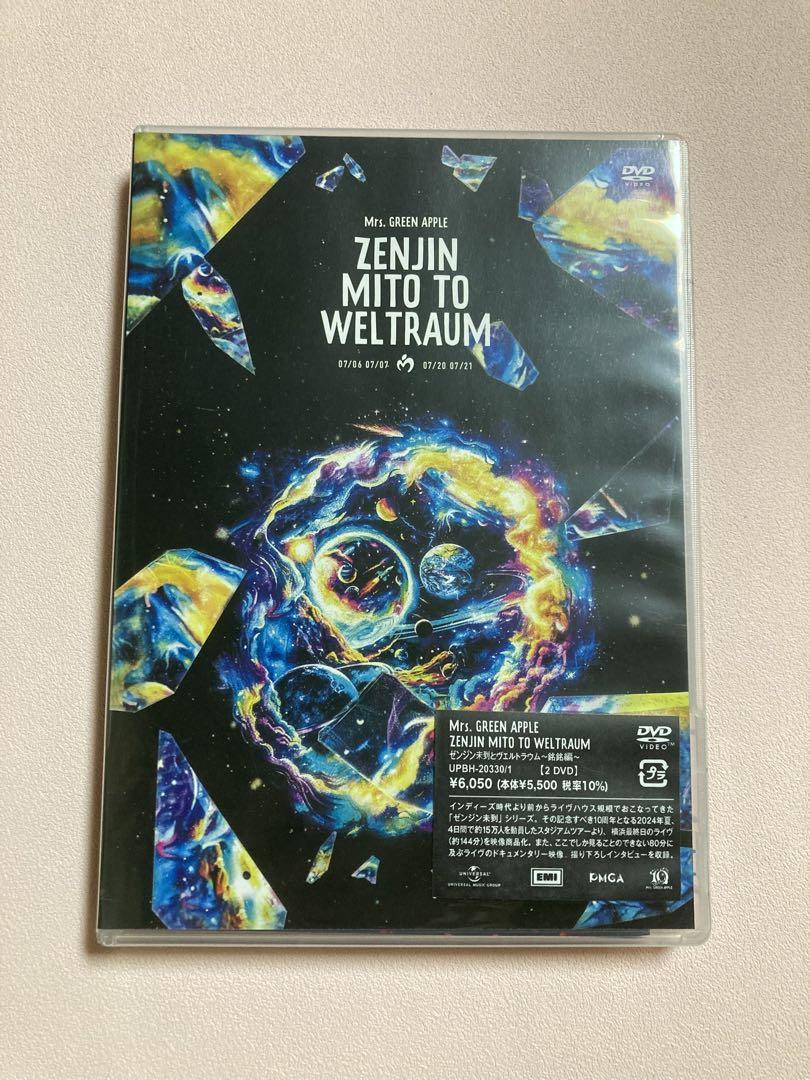 DVD
VIDEO
Mrs. GREEN APPLE
ZENJIN
MITO TO
WELTRAUM
07/06 07/07 07/20 07/21
Mrs. GREEN APPLE
ZENJIN MITO TO WELTRAUM
ゼンジン未到とヴェルトラウム〜銘銘編〜
UPBH-20330/1 【2 DVD】
¥6,050 (本体¥5,500 税率10%)
DVD
VIDEO™
プラ
インディーズ時代より前からライヴハウス規模でおこなってきた
「ゼンジン未到」シリーズ。その記念すべき10周年となる2024年夏、
4日間で約15万人を動員したスタジアムツアーより、横浜最終日のライヴ
(約144分)を映像商品化。また、ここでしか見ることのできない80分に
及ぶライヴのドキュメンタリー映像、撮り下ろしインタビューを収録。
UNIVERSAL
UNIVERSAL MUSIC GROUP
EMI
PMGA
10
Mrs. GREEN APPLE